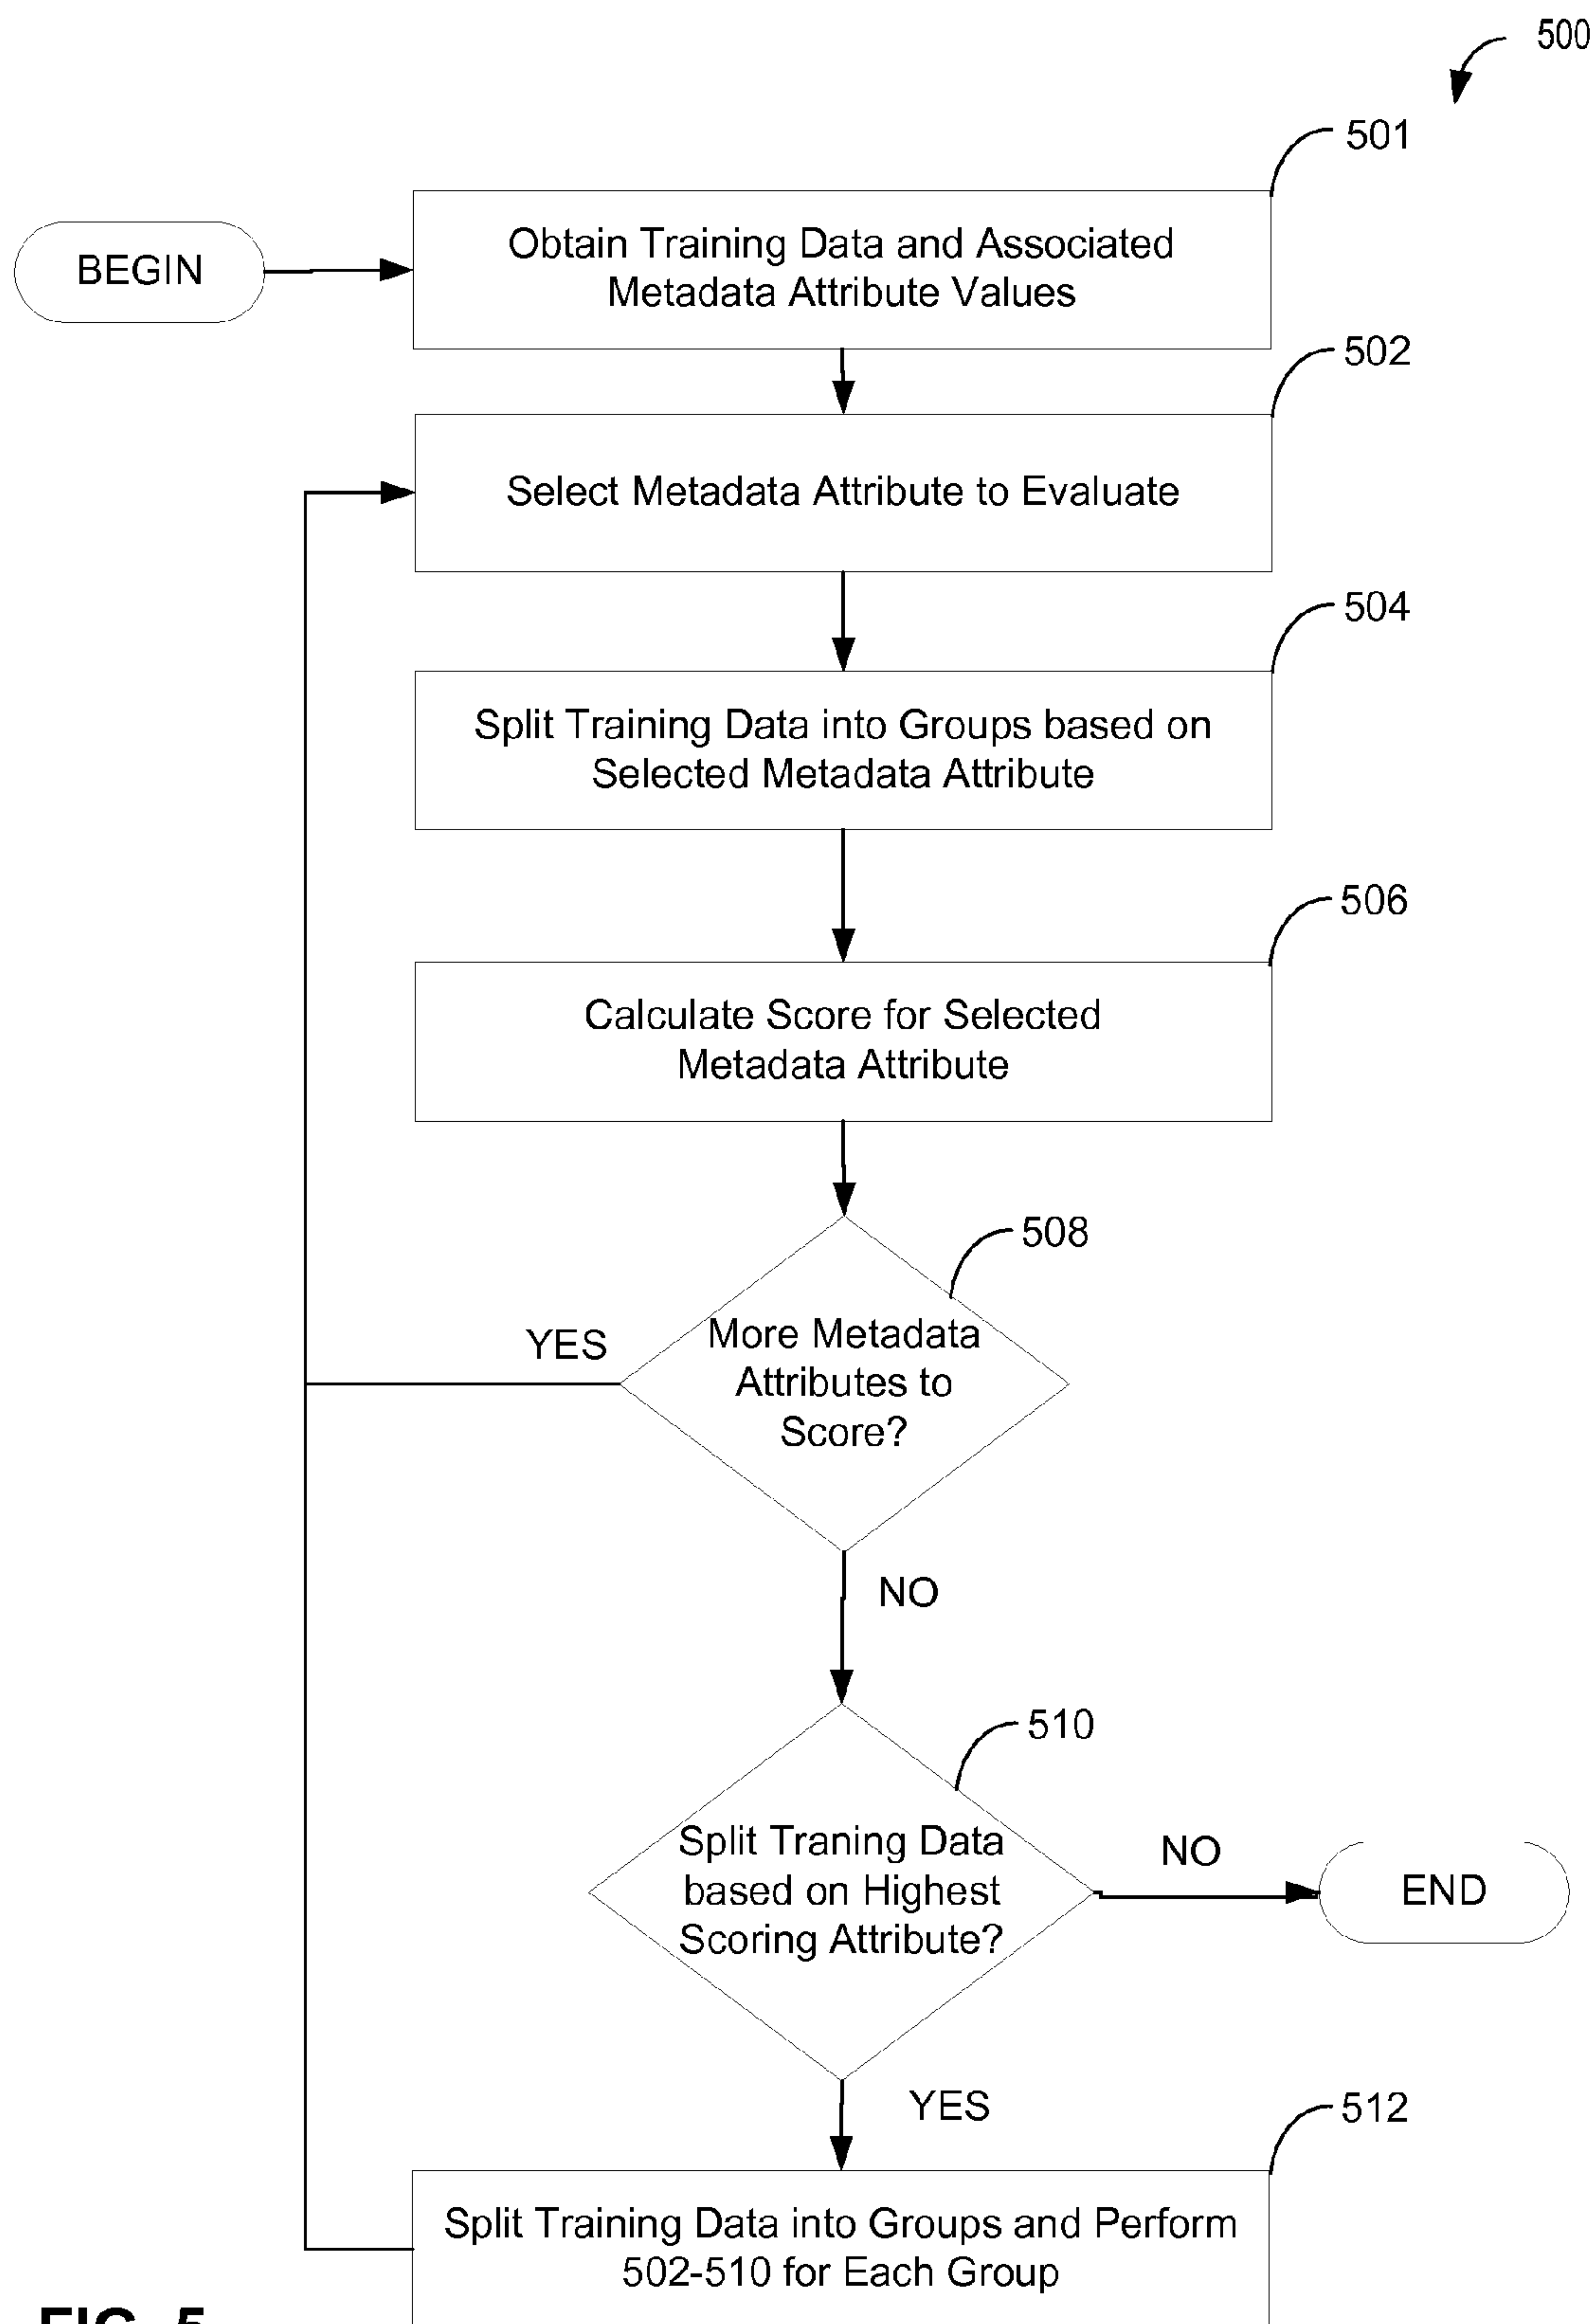 500
501
BEGIN
Obtain Training Data and Associated
Metadata Attribute Values
502
Select Metadata Attribute to Evaluate
504
Split Training Data into Groups based on
Selected Metadata Attribute
506
Calculate Score for Selected
Metadata Attribute
508
More Metadata
Attributes to
Score?
YES
NO
510
Split Traning Data
based on Highest
Scoring Attribute?
NO
END
YES
512
Split Training Data into Groups and Perform
502-510 for Each Group
FIG. 5